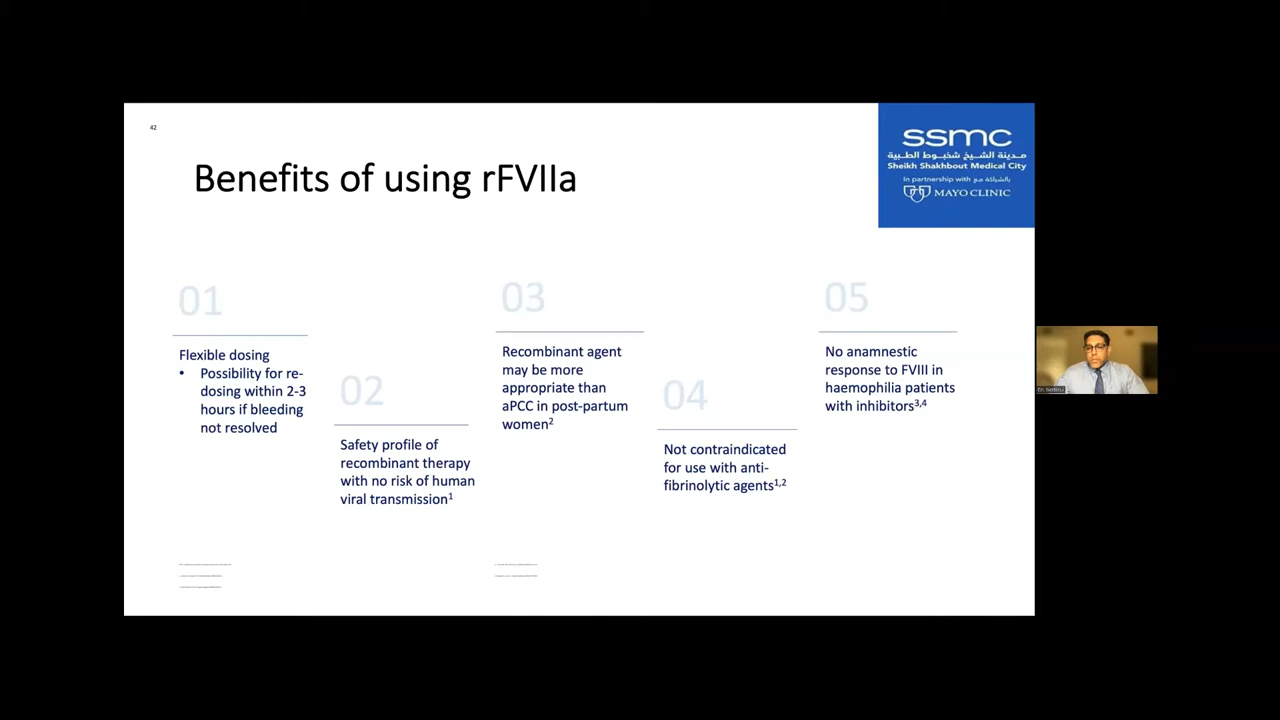 42
Benefits of using rFVIIa
ssmc
مدينة الشيخ شخبوط الطبية
Sheikh Shakhbout Medical City
In partnership with بالشراكة مع
MAYO CLINIC
01
Flexible dosing
• Possibility for re-
dosing within 2-3
hours if bleeding
not resolved
02
Safety profile of
recombinant therapy
with no risk of human
viral transmission1
03
Recombinant agent
may be more
appropriate than
aPCC in post-partum
women2
04
Not contraindicated
for use with anti-
fibrinolytic agents1,2
05
No anamnestic
response to FVIII in
haemophilia patients
with inhibitors3,4